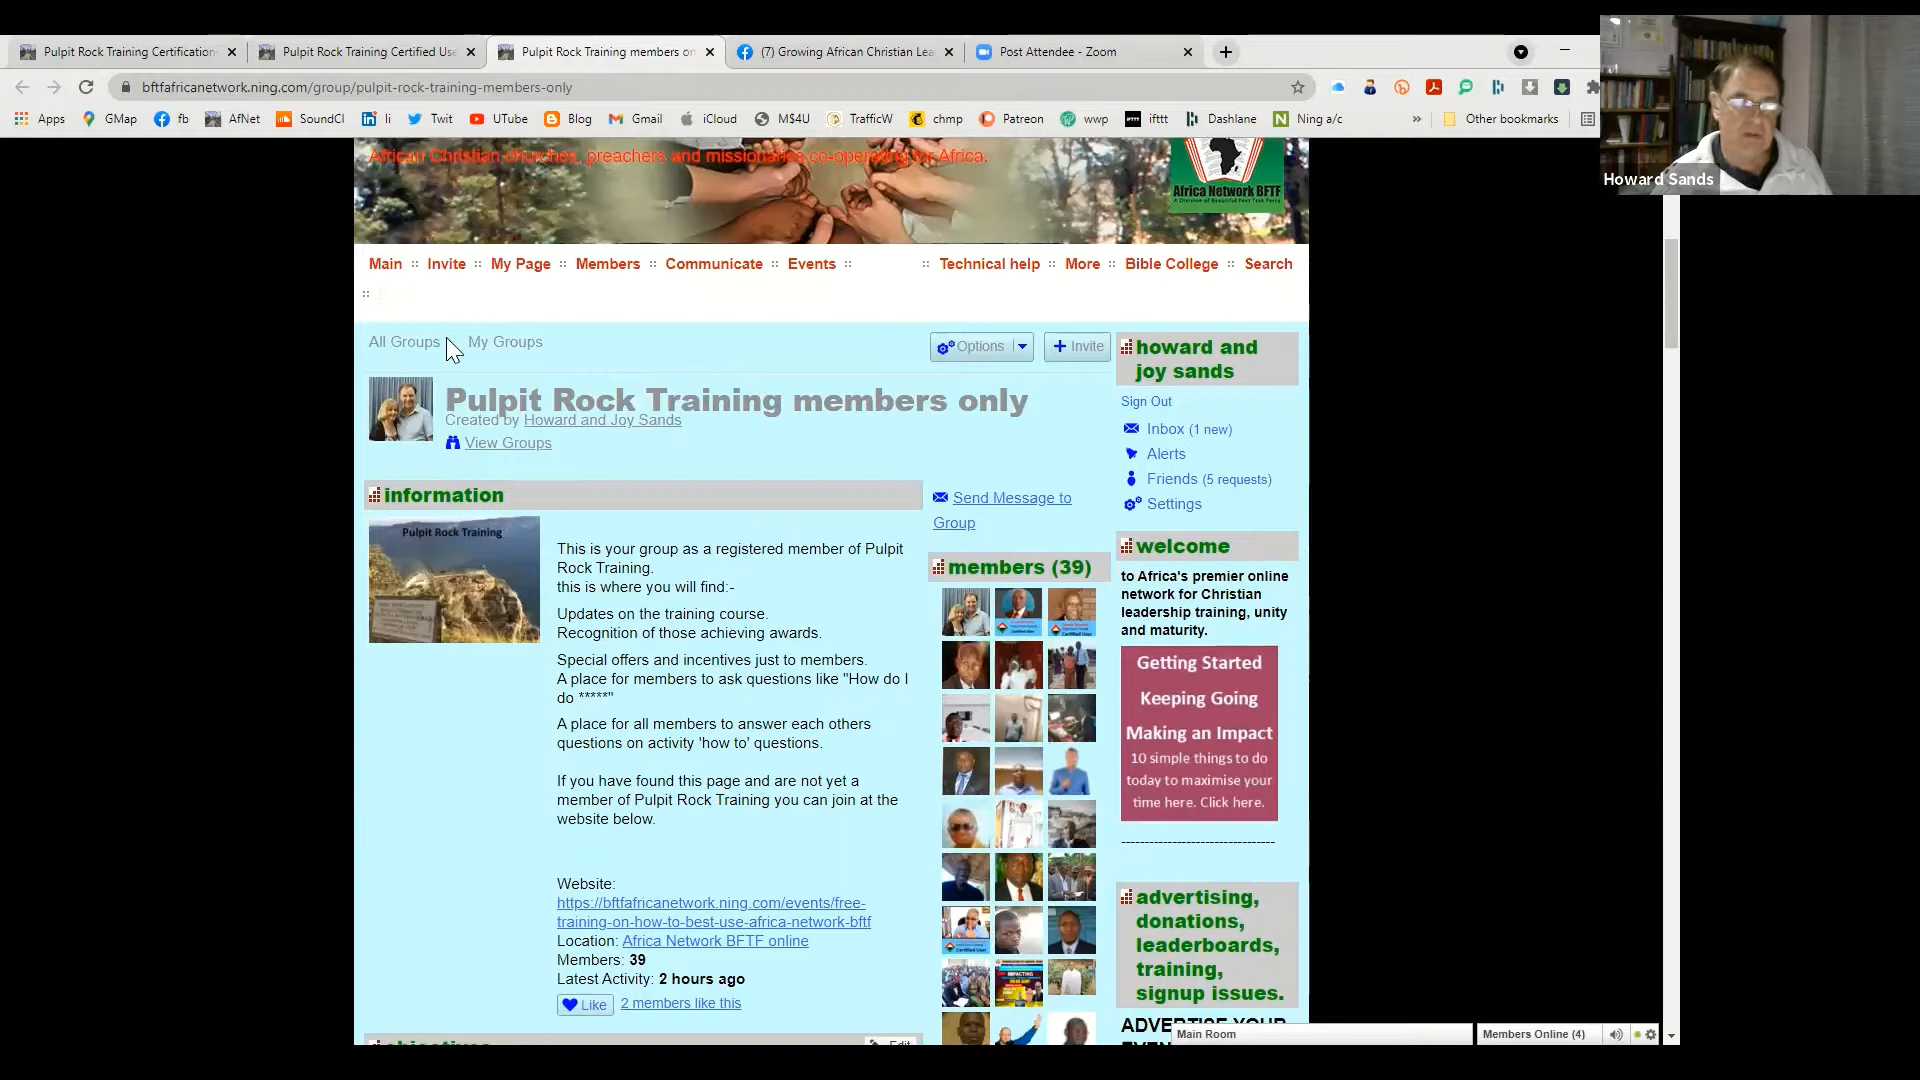 Pulpit Rock Training Certification
Pulpit Rock Training Certified Us
Pulpit Rock Training members on
(7) Growing African Christian Lea
Post Attendee - Zoom
bftfafricanetwork.ning.com/group/pulpit-rock-training-members-only
Apps GMap fb AfNet SoundCl li Twit UTube Blog Gmail iCloud M$4U TrafficW chmp Patreon wwp ifttt Dashlane Ning a/c » Other bookmarks
Howard Sands
African Christian churches, preachers and missionaries co-operating for Africa.
Africa Network BFTF
A Division of Beautiful Feet Task Force
Main :: Invite :: My Page :: Members :: Communicate :: Events :: :: Technical help :: More :: Bible College :: Search
::
All Groups My Groups
Options
Invite
Pulpit Rock Training members only
Created by Howard and Joy Sands
View Groups
information
Pulpit Rock Training
This is your group as a registered member of Pulpit
Rock Training.
this is where you will find:-
Updates on the training course.
Recognition of those achieving awards.
Special offers and incentives just to members.
A place for members to ask questions like "How do I
do *****"
A place for all members to answer each others
questions on activity 'how to' questions.
If you have found this page and are not yet a
member of Pulpit Rock Training you can join at the
website below.
Website:
https://bftfafricanetwork.ning.com/events/free-
training-on-how-to-best-use-africa-network-bftf
Location: Africa Network BFTF online
Members: 39
Latest Activity: 2 hours ago
Like 2 members like this
objectives
Edit
Send Message to
Group
members (39)
howard and
joy sands
Sign Out
Inbox (1 new)
Alerts
Friends (5 requests)
Settings
welcome
to Africa's premier online
network for Christian
leadership training, unity
and maturity.
Getting Started
Keeping Going
Making an Impact
10 simple things to do
today to maximise your
time here. Click here.
---------------------------------
advertising,
donations,
leaderboards,
training,
signup issues.
ADVERTISE YOUR
Main Room
Members Online (4)